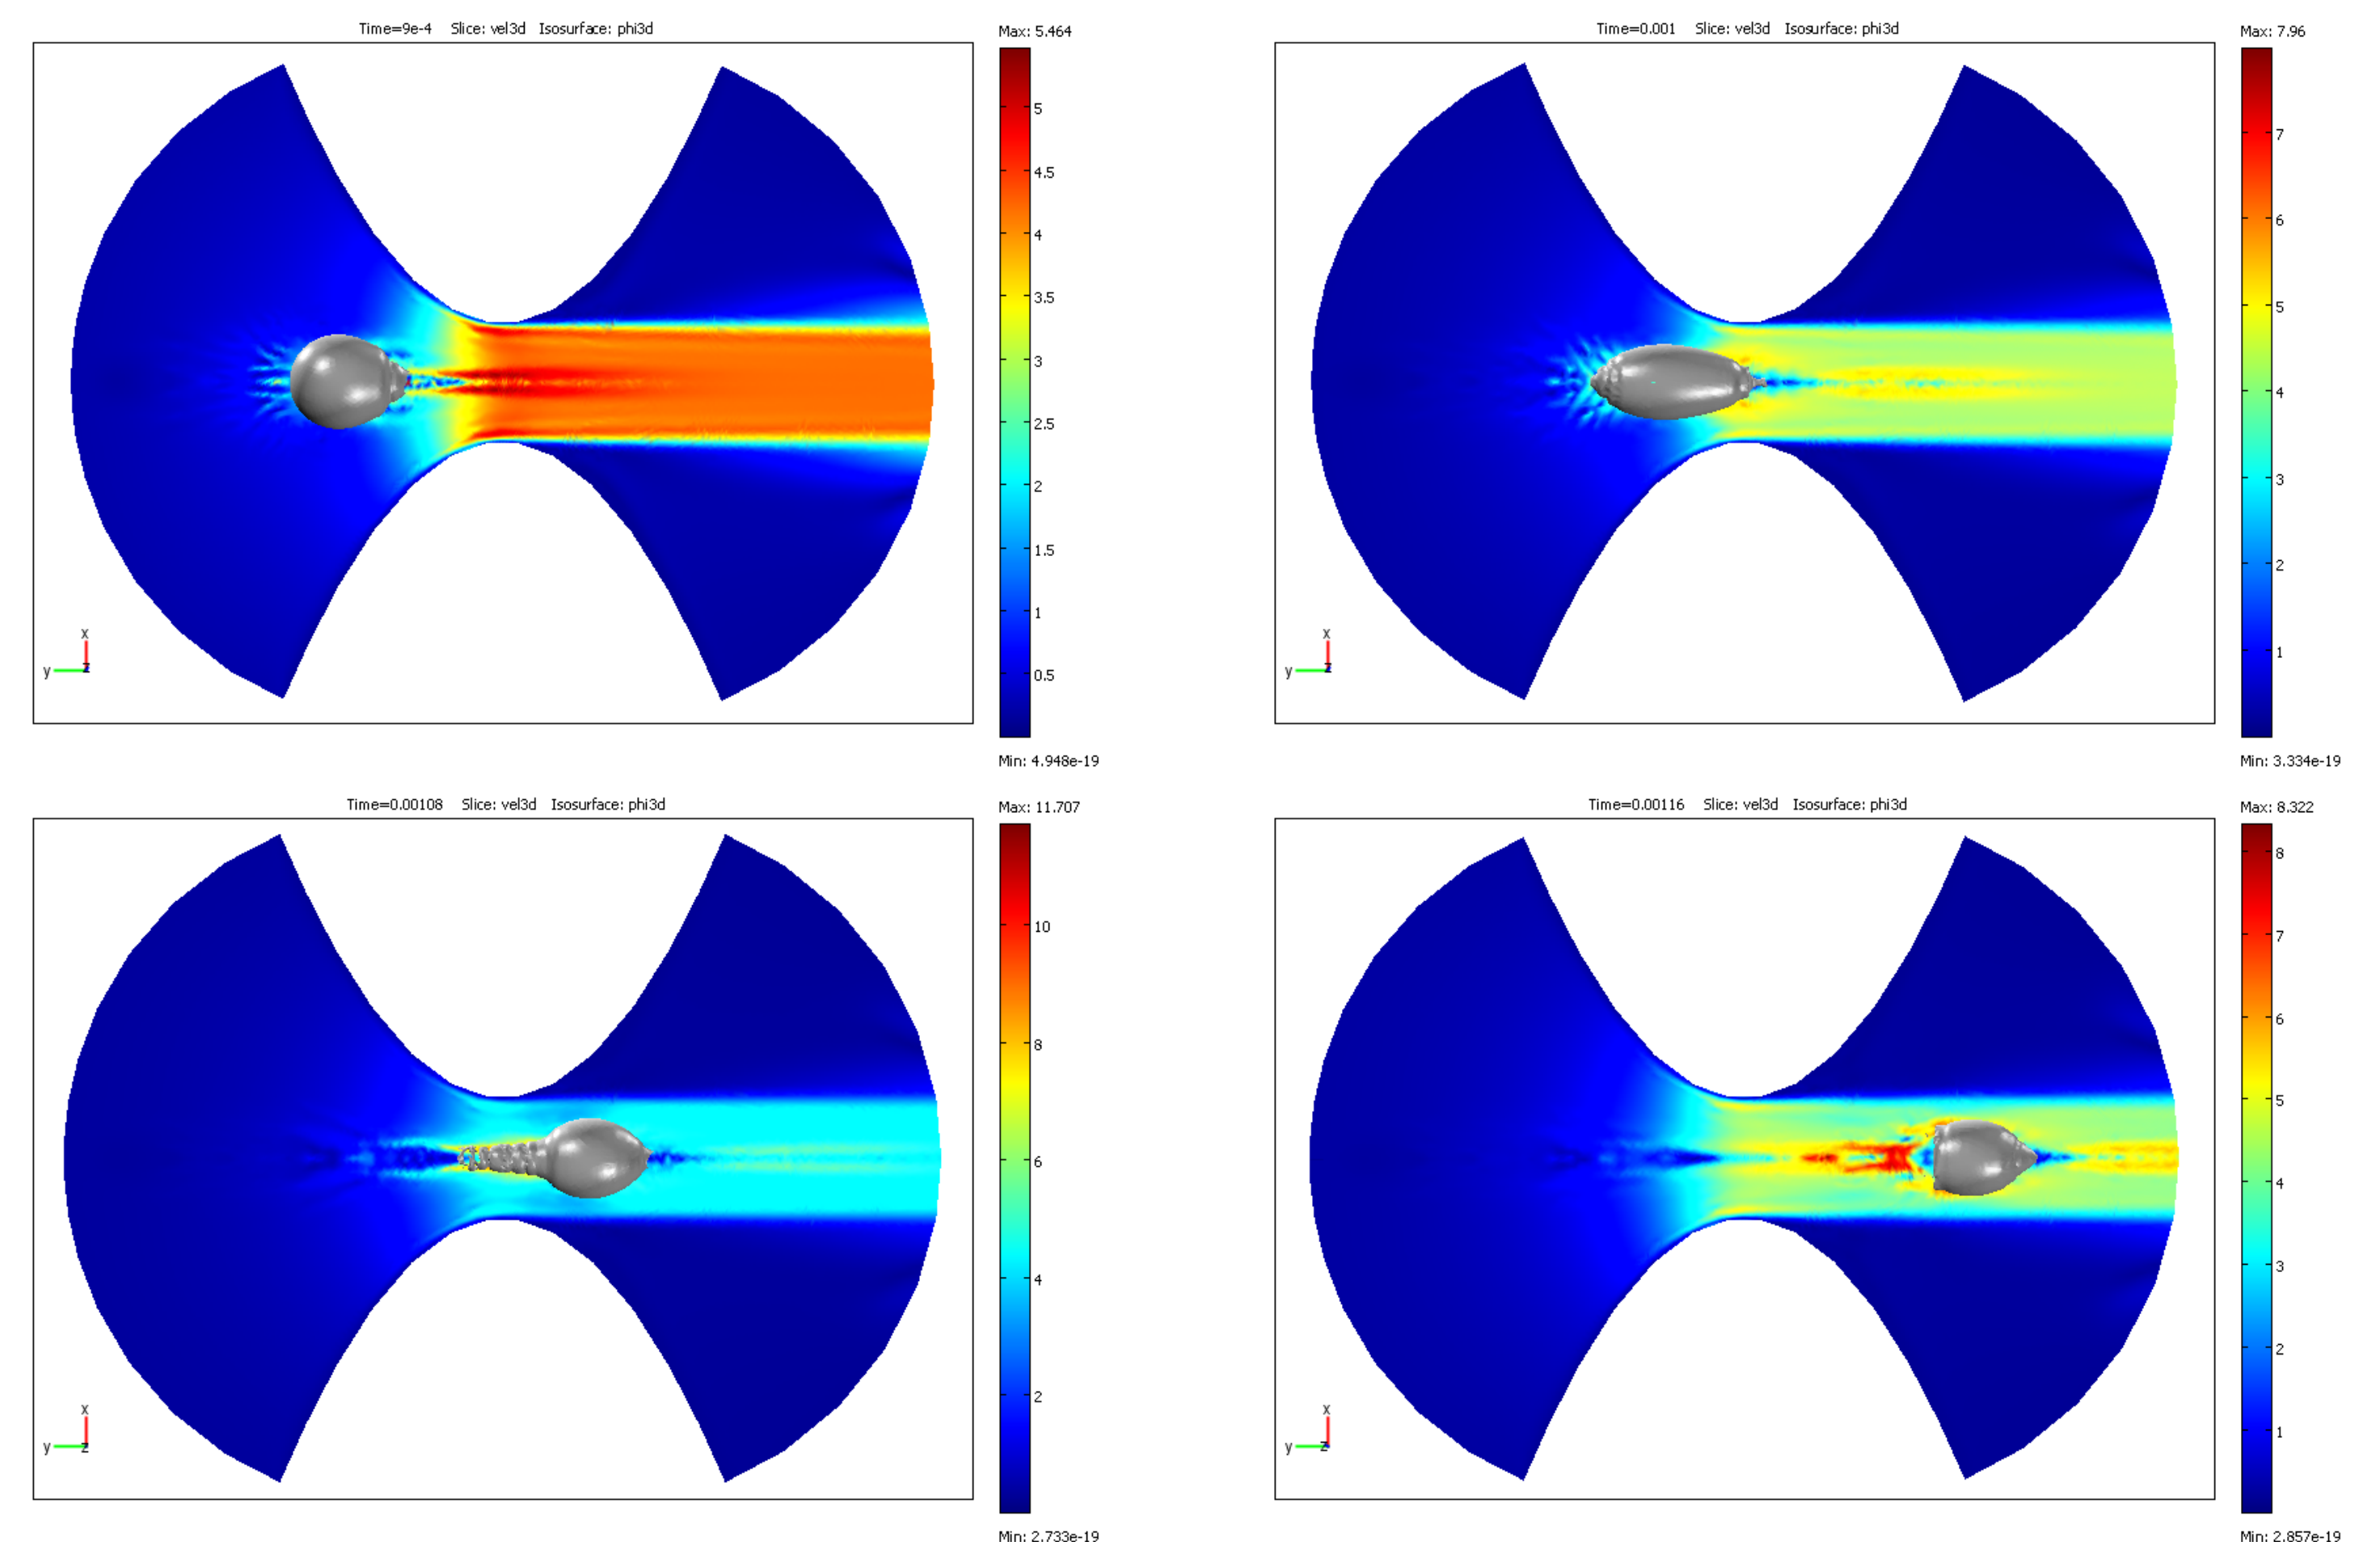 Time=9e-4 Slice: vel3d Isosurface: phi3d
Max: 5.464
5
4.5
4
3.5
3
2.5
2
1.5
1
0.5
Min: 4.948e-19
x
y
z
Time=0.001 Slice: vel3d Isosurface: phi3d
Max: 7.96
7
6
5
4
3
2
1
Min: 3.334e-19
x
y
z
Time=0.00108 Slice: vel3d Isosurface: phi3d
Max: 11.707
10
8
6
4
2
Min: 2.733e-19
x
y
z
Time=0.00116 Slice: vel3d Isosurface: phi3d
Max: 8.322
8
7
6
5
4
3
2
1
Min: 2.857e-19
x
y
z